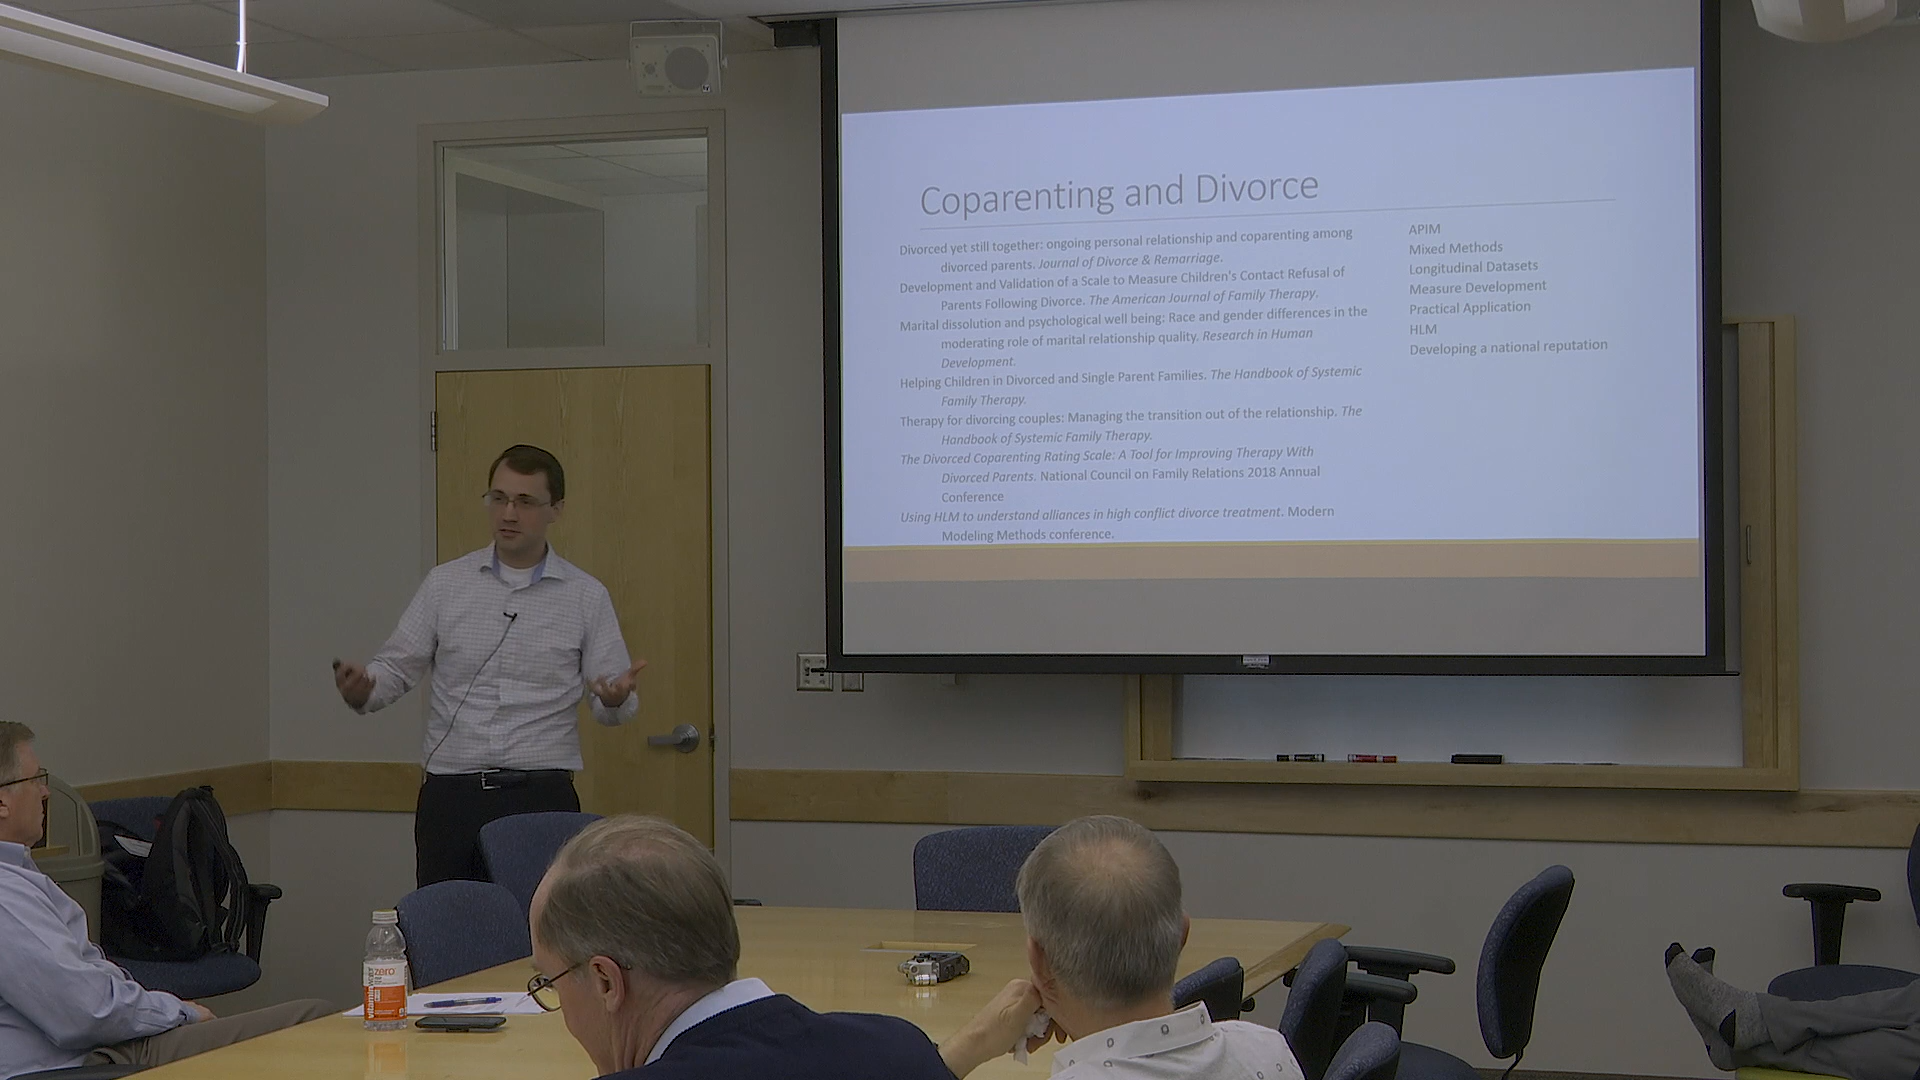 Coparenting and Divorce
Divorced yet still together: ongoing personal relationship and coparenting among
divorced parents. Journal of Divorce & Remarriage.
Development and Validation of a Scale to Measure Children's Contact Refusal of
Parents Following Divorce. The American Journal of Family Therapy.
Marital dissolution and psychological well being: Race and gender differences in the
moderating role of marital relationship quality. Research in Human
Development.
Helping Children in Divorced and Single Parent Families. The Handbook of Systemic
Family Therapy.
Therapy for divorcing couples: Managing the transition out of the relationship. The
Handbook of Systemic Family Therapy.
The Divorced Coparenting Rating Scale: A Tool for Improving Therapy With
Divorced Parents. National Council on Family Relations 2018 Annual
Conference
Using HLM to understand alliances in high conflict divorce treatment. Modern
Modeling Methods conference.
APIM
Mixed Methods
Longitudinal Datasets
Measure Development
Practical Application
HLM
Developing a national reputation
zero
vitaminwater